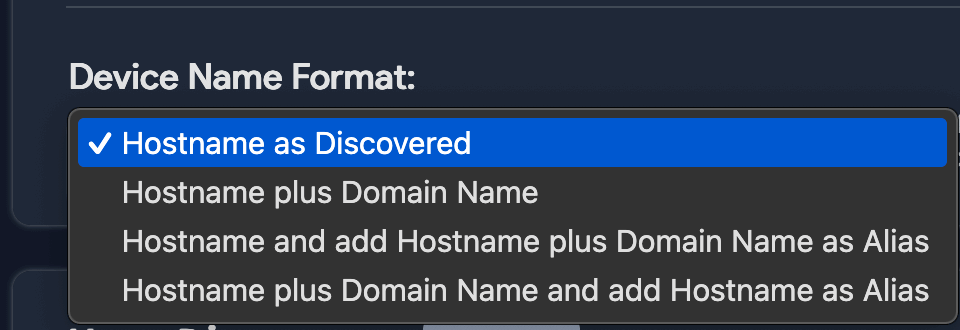 Device Name Format:
✓ Hostname as Discovered
Hostname plus Domain Name
Hostname and add Hostname plus Domain Name as Alias
Hostname plus Domain Name and add Hostname as Alias